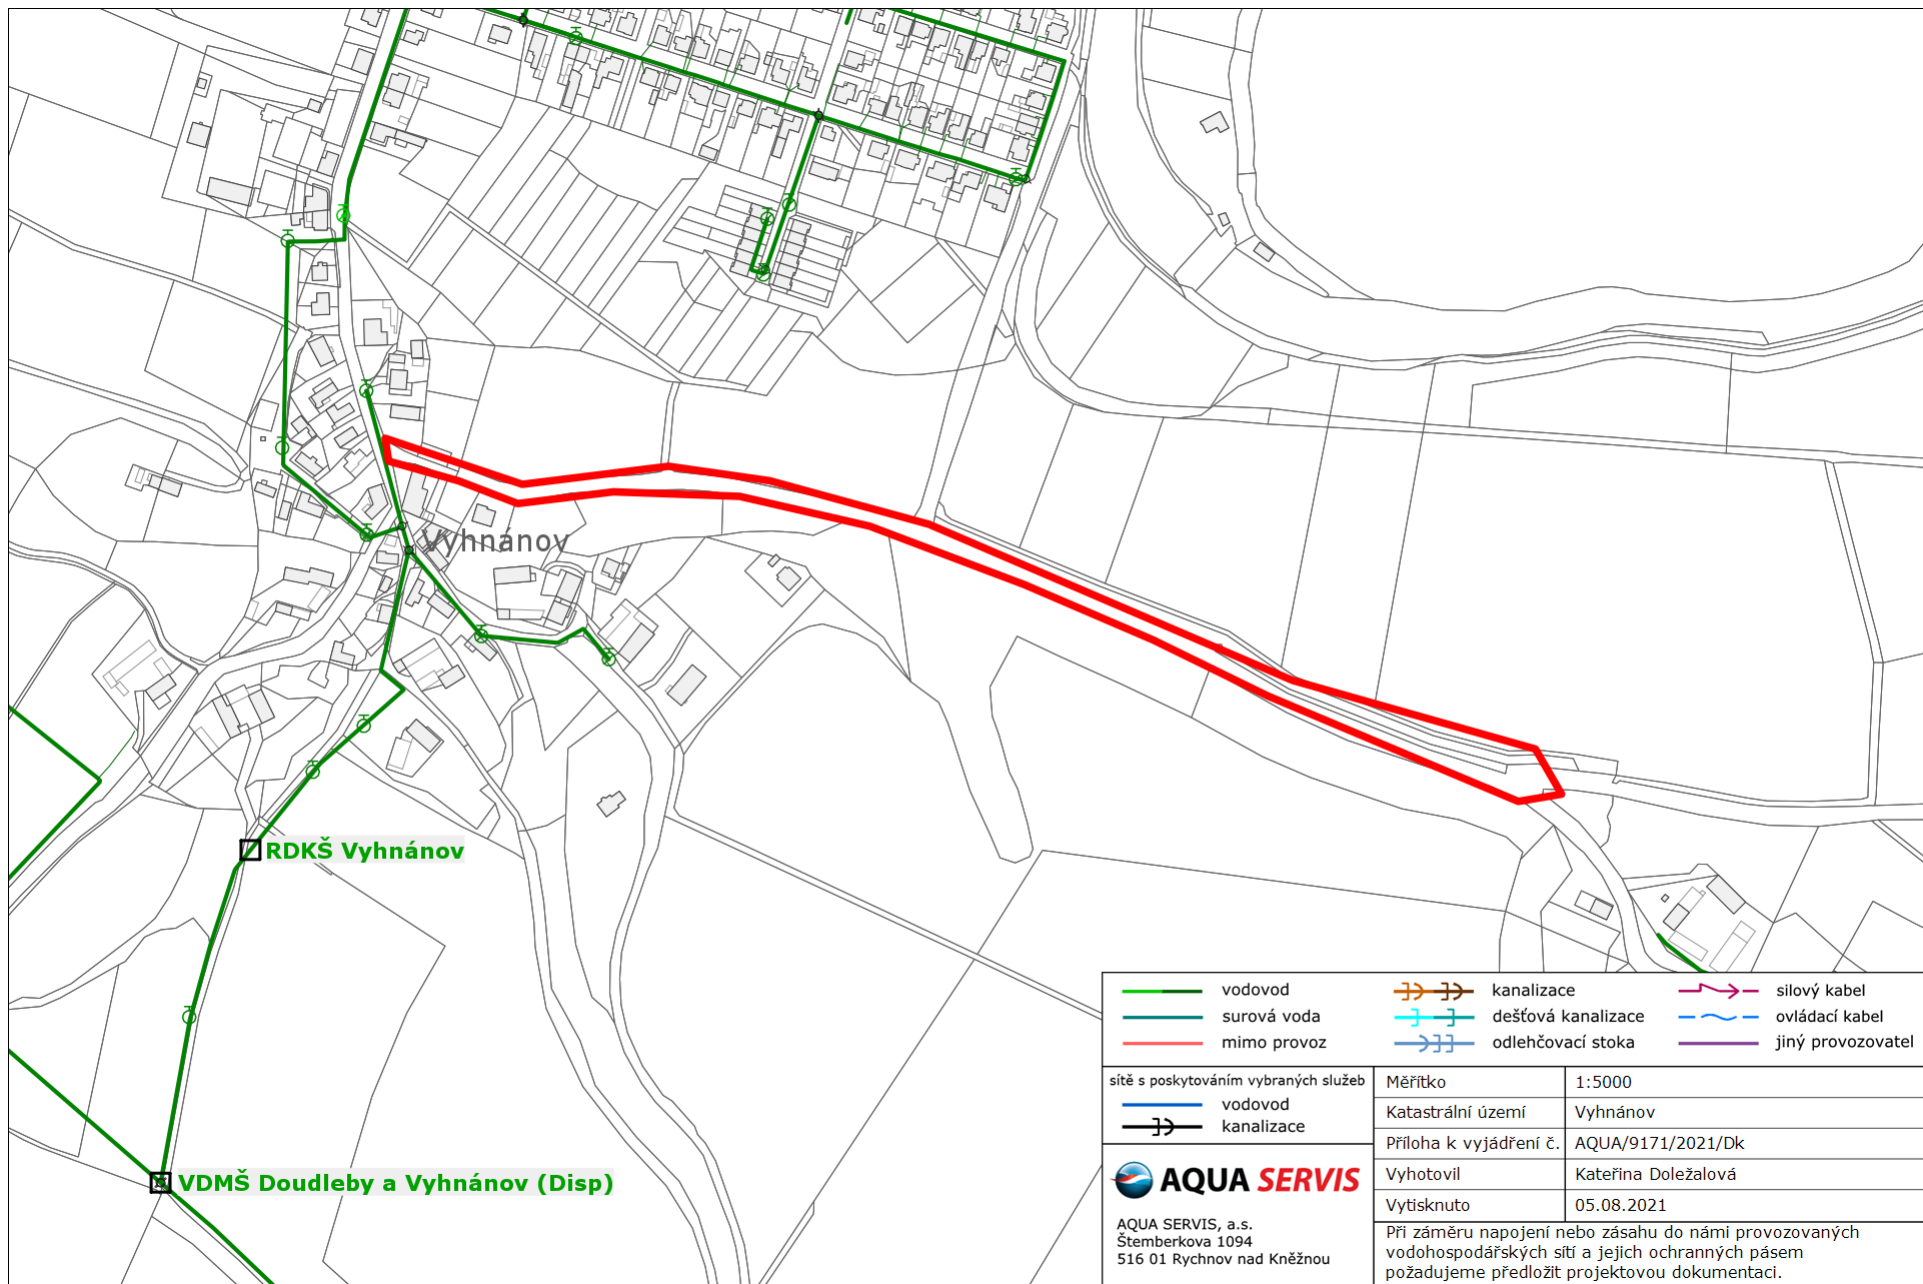 Vyhnánov
RDKŠ Vyhnánov
VDMŠ Doudleby a Vyhnánov (Disp)
vodovod
surová voda
mimo provoz
kanalizace
dešťová kanalizace
odlehčovací stoka
silový kabel
ovládací kabel
jiný provozovatel
sítě s poskytováním vybraných služeb
vodovod
kanalizace
AQUA SERVIS
AQUA SERVIS, a.s.
Štemberkova 1094
516 01 Rychnov nad Kněžnou
Měřítko 1:5000
Katastrální území Vyhnánov
Příloha k vyjádření č. AQUA/9171/2021/Dk
Vyhotovil Kateřina Doležalová
Vytisknuto 05.08.2021
Při záměru napojení nebo zásahu do námi provozovaných
vodohospodářských sítí a jejich ochranných pásem
požadujeme předložit projektovou dokumentaci.